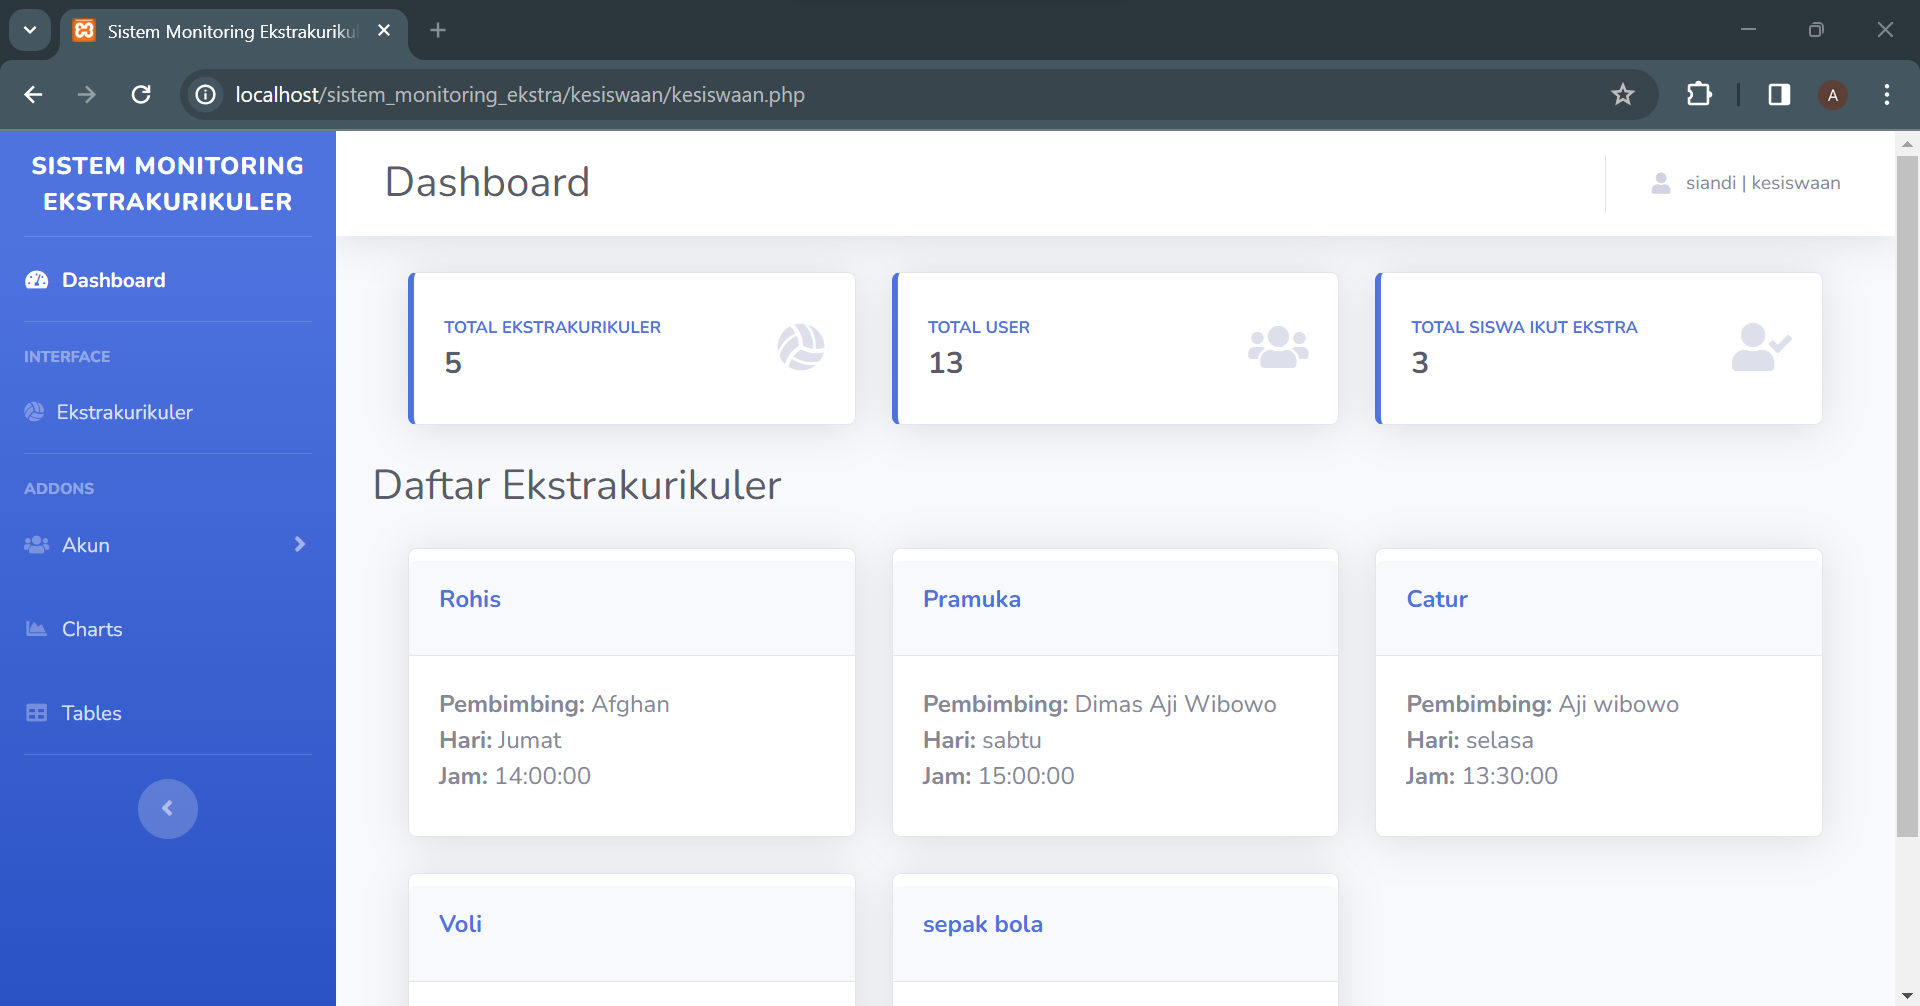 Sistem Monitoring Ekstrakuriku
localhost/sistem_monitoring_ekstra/kesiswaan/kesiswaan.php
A
SISTEM MONITORING
EKSTRAKURIKULER
Dashboard
INTERFACE
Ekstrakurikuler
ADDONS
Akun
Charts
Tables
Dashboard
siandi | kesiswaan
TOTAL EKSTRAKURIKULER
5
TOTAL USER
13
TOTAL SISWA IKUT EKSTRA
3
Daftar Ekstrakurikuler
Rohis
Pembimbing: Afghan
Hari: Jumat
Jam: 14:00:00
Pramuka
Pembimbing: Dimas Aji Wibowo
Hari: sabtu
Jam: 15:00:00
Catur
Pembimbing: Aji wibowo
Hari: selasa
Jam: 13:30:00
Voli
sepak bola